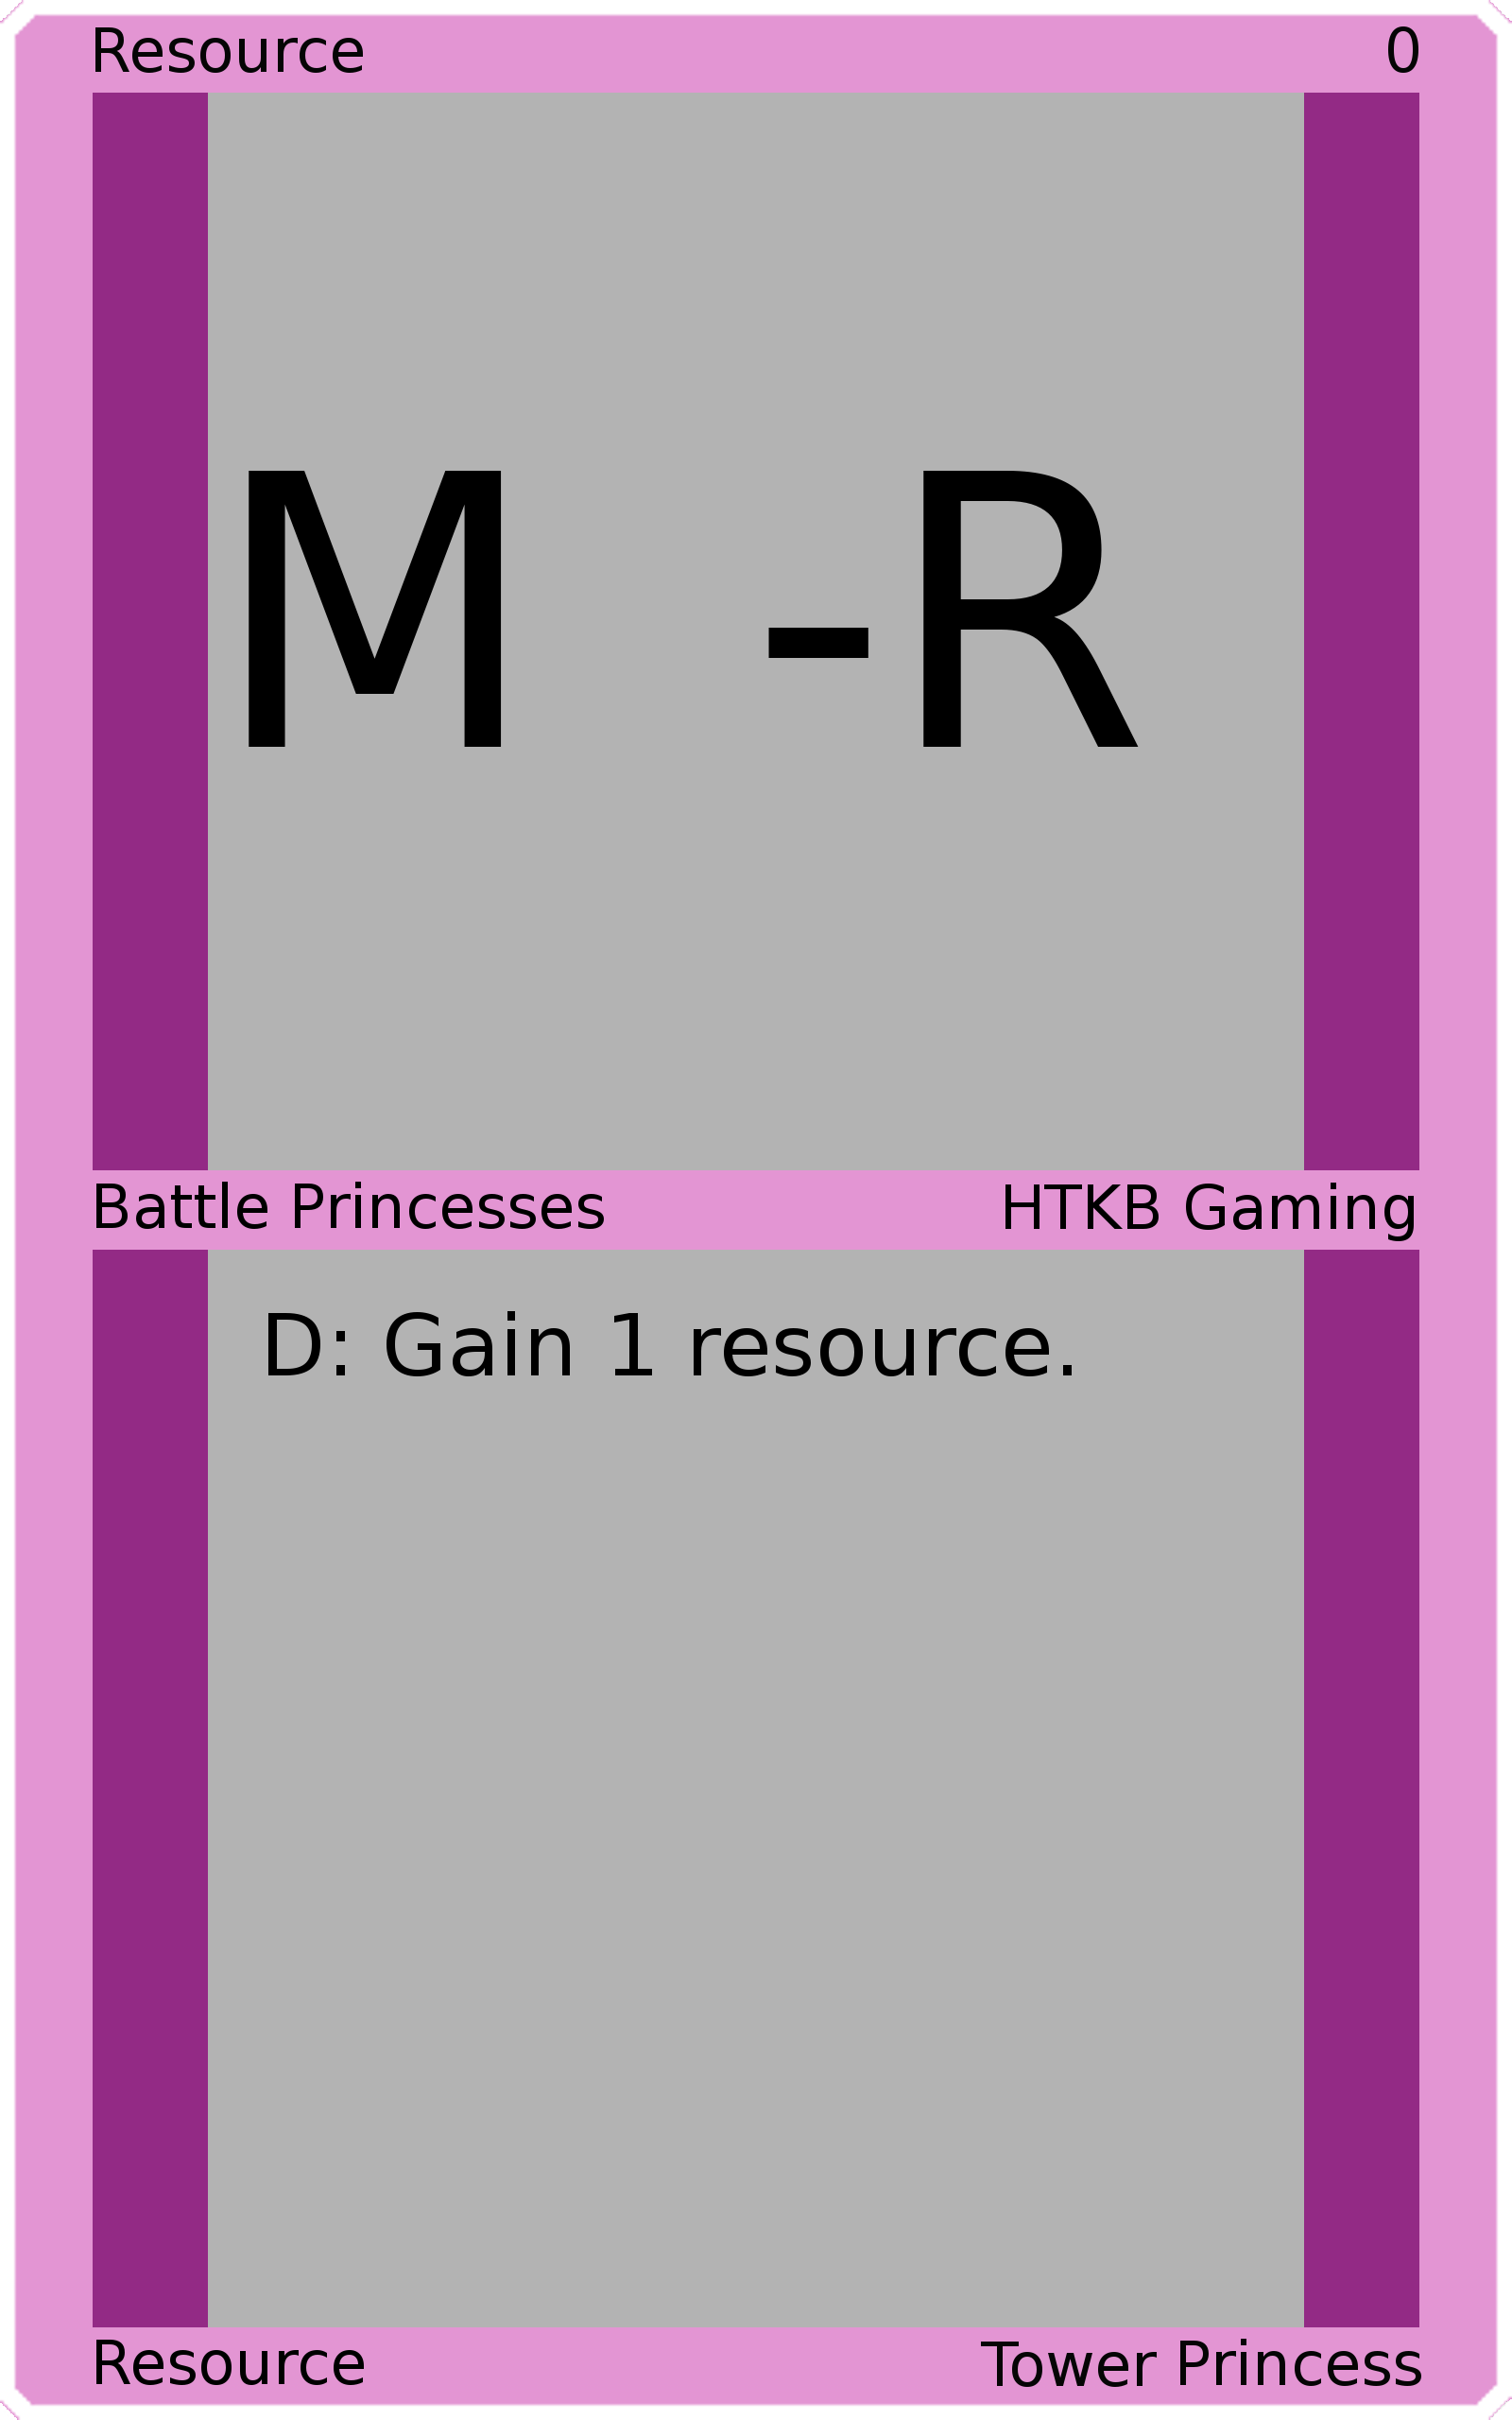 Resource 0
M -R
Battle Princesses HTKB Gaming
D: Gain 1 resource.
Resource Tower Princess